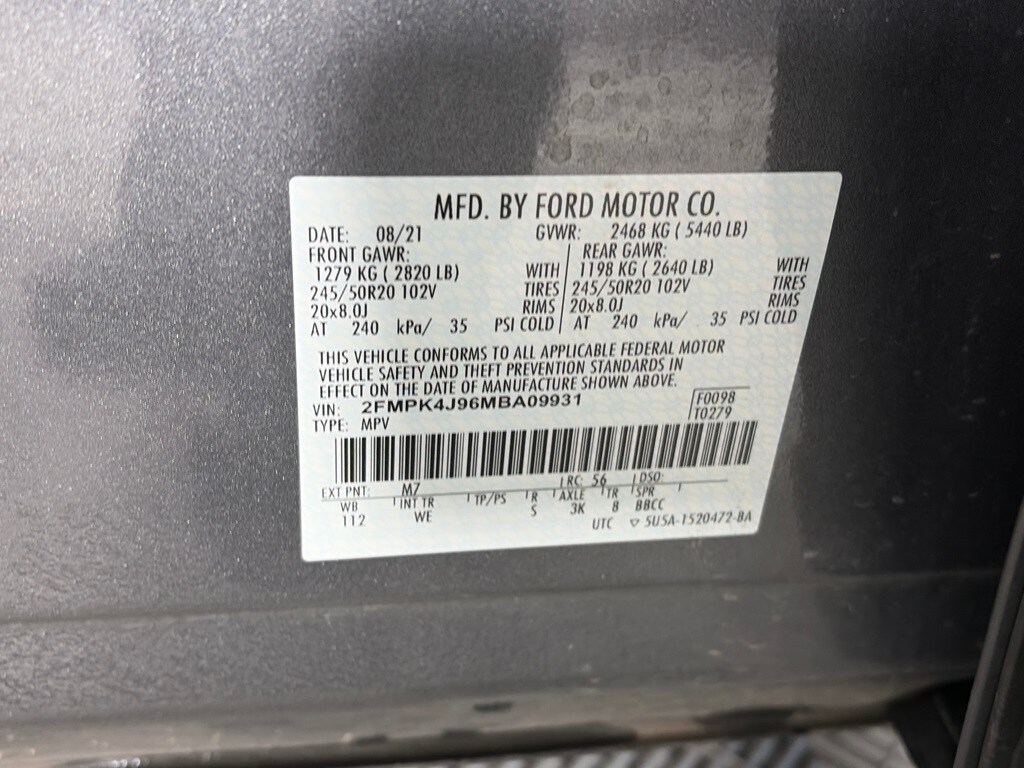 MFD. BY FORD MOTOR CO.
DATE: 08/21 GVWR: 2468 KG ( 5440 LB)
FRONT GAWR: REAR GAWR:
1279 KG ( 2820 LB) WITH 1198 KG ( 2640 LB) WITH
245/50R20 102V TIRES 245/50R20 102V TIRES
20x8.0J RIMS 20x8.0J RIMS
AT 240 kPa/ 35 PSI COLD AT 240 kPa/ 35 PSI COLD
THIS VEHICLE CONFORMS TO ALL APPLICABLE FEDERAL MOTOR
VEHICLE SAFETY AND THEFT PREVENTION STANDARDS IN
EFFECT ON THE DATE OF MANUFACTURE SHOWN ABOVE.
VIN: 2FMPK4J96MBA09931 F0098
TYPE: MPV T0279
EXT PNT: M7 RC: 56 DSO:
WB INT TR TP/PS R AXLE TR SPR
112 WE S 3K 8 BBCC
UTC ▽ 5U5A-1520472-BA